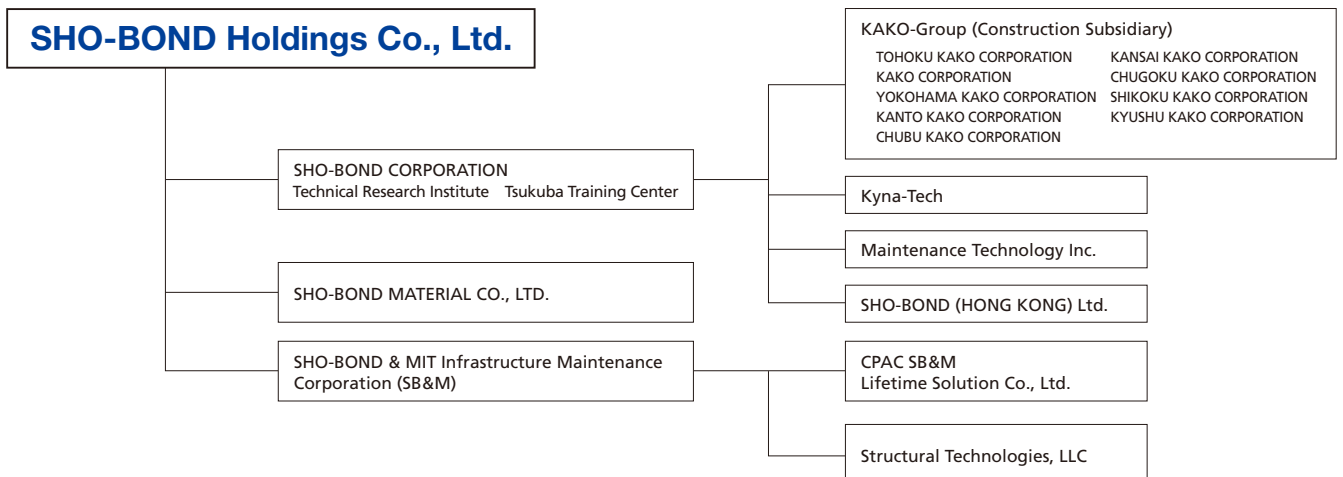 SHO-BOND Holdings Co., Ltd.
KAKO-Group (Construction Subsidiary)
TOHOKU KAKO CORPORATION KANSAI KAKO CORPORATION
KAKO CORPORATION CHUGOKU KAKO CORPORATION
YOKOHAMA KAKO CORPORATION SHIKOKU KAKO CORPORATION
KANTO KAKO CORPORATION KYUSHU KAKO CORPORATION
CHUBU KAKO CORPORATION
SHO-BOND CORPORATION
Technical Research Institute Tsukuba Training Center
Kyna-Tech
Maintenance Technology Inc.
SHO-BOND MATERIAL CO., LTD.
SHO-BOND (HONG KONG) Ltd.
SHO-BOND & MIT Infrastructure Maintenance
Corporation (SB&M)
CPAC SB&M
Lifetime Solution Co., Ltd.
Structural Technologies, LLC